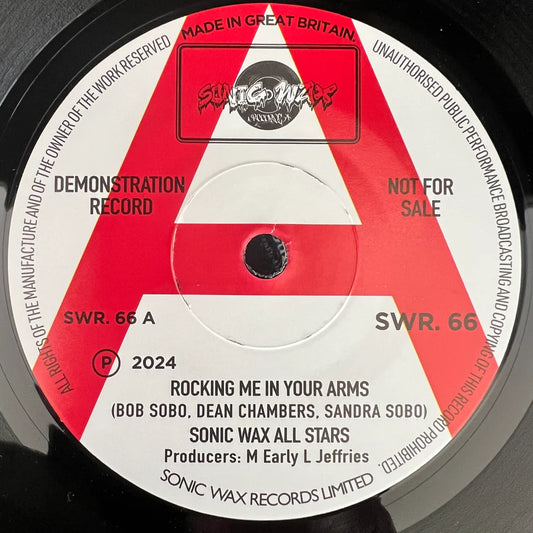 MADE IN GREAT BRITAIN.
ALL RIGHTS OF THE MANUFACTURE AND OF THE OWNER OF THE WORK RESERVED
UNAUTHORISED PUBLIC PERFORMANCE BROADCASTING AND COPYING OF THIS RECORD PROHIBITED.
SONIC WAX
RECORDS
A
DEMONSTRATION
RECORD
NOT FOR
SALE
SWR. 66 A
SWR. 66
P 2024
ROCKING ME IN YOUR ARMS
(BOB SOBO, DEAN CHAMBERS, SANDRA SOBO)
SONIC WAX ALL STARS
Producers: M Early L Jeffries
SONIC WAX RECORDS LIMITED